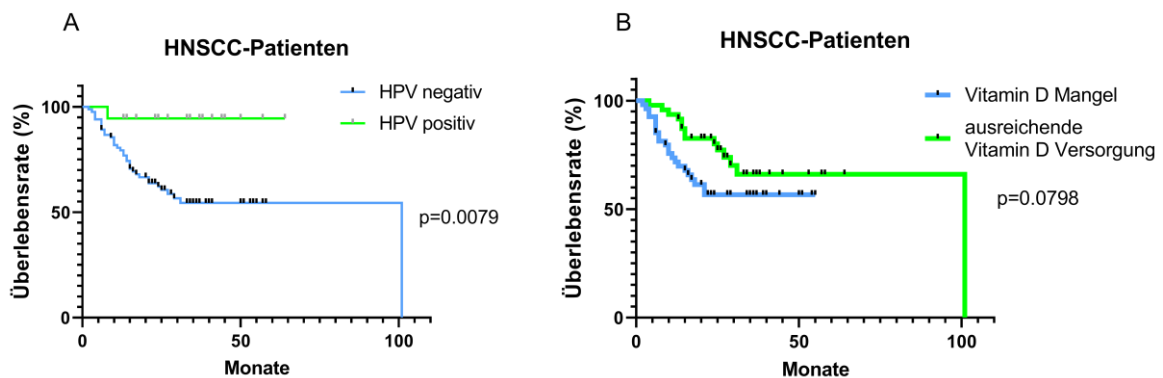 A
HNSCC-Patienten
HPV negativ
HPV positiv
Überlebensrate (%)
100
50
0
0
50
100
Monate
p=0.0079
B
HNSCC-Patienten
Vitamin D Mangel
ausreichende
Vitamin D Versorgung
Überlebensrate (%)
100
50
0
0
50
100
Monate
p=0.0798